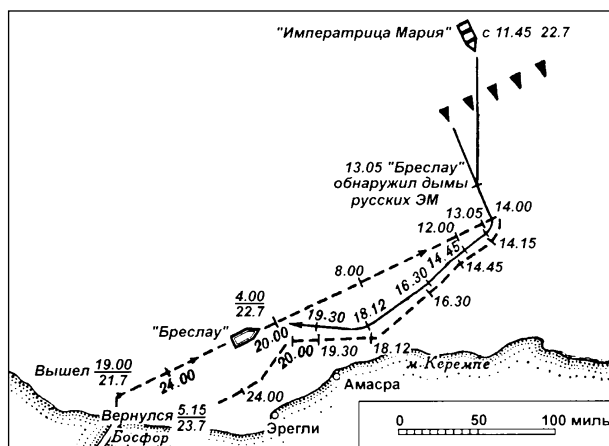 "Императрица Мария"
с 11.45 22.7
13.05 "Бреслау"
обнаружил дымы
русских ЭМ
12.00
13.05
14.00
14.15
14.45
14.45
16.30
16.30
8.00
4.00
22.7
"Бреслау"
20.00
19.30
18.12
20.00
19.30
18.12
м.Керемпе
Вышел 19.00
21.7
24.00
24.00
Амасра
Вернулся 5.15
23.7
Босфор
Эрегли
0 50 100 миль